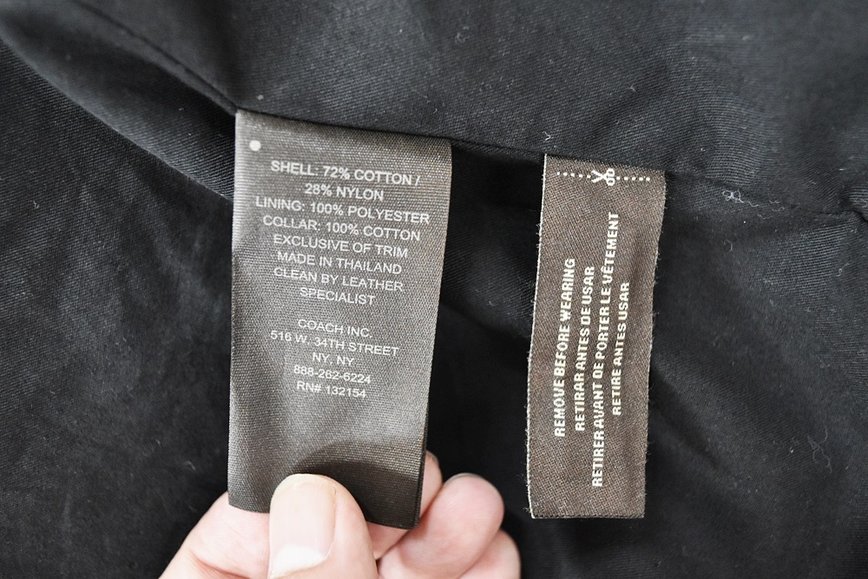 SHELL: 72% COTTON /
28% NYLON
LINING: 100% POLYESTER
COLLAR: 100% COTTON
EXCLUSIVE OF TRIM
MADE IN THAILAND
CLEAN BY LEATHER
SPECIALIST
COACH INC.
516 W. 34TH STREET
NY, NY.
888-262-6224
RN# 132154
REMOVE BEFORE WEARING
RETIRAR ANTES DE USAR
RETIRER AVANT DE PORTER LE VÊTEMENT
RETIRE ANTES USAR